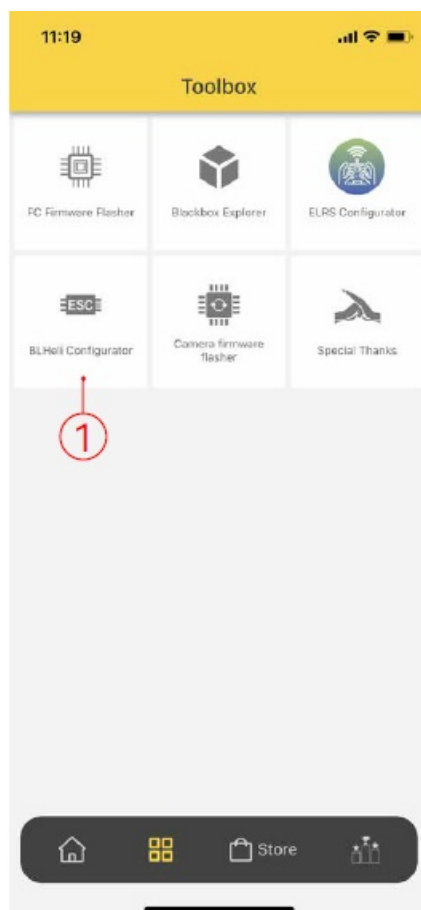 11:19
Toolbox
FC Firmware Flasher
Blackbox Explorer
ELRS Configurator
ESC
BLHeli Configurator
Camera firmware
flasher
Special Thanks
1
Store